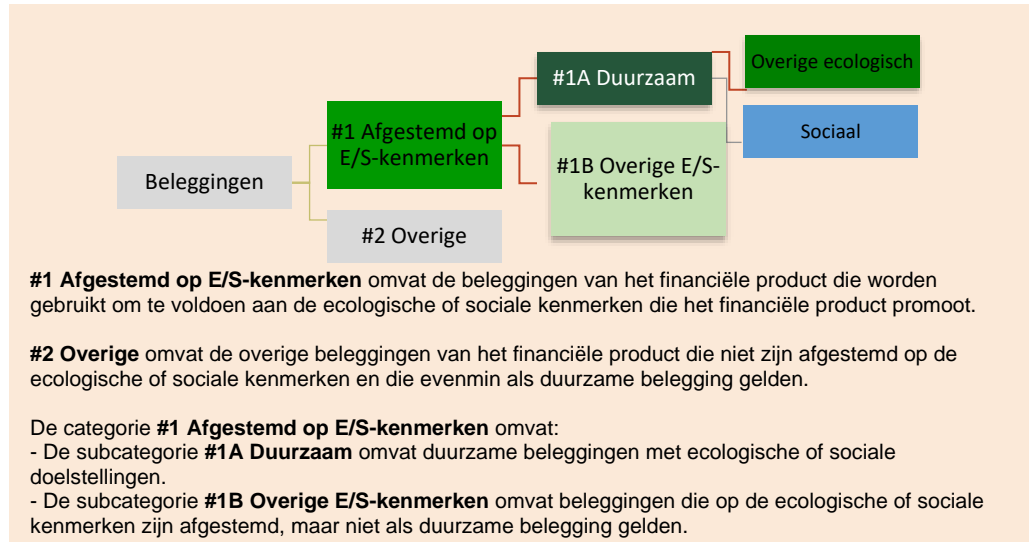 Beleggingen
#1 Afgestemd op
E/S-kenmerken
#2 Overige
#1A Duurzaam
#1B Overige E/S-
kenmerken
Overige ecologisch
Sociaal
#1 Afgestemd op E/S-kenmerken omvat de beleggingen van het financiële product die worden
gebruikt om te voldoen aan de ecologische of sociale kenmerken die het financiële product promoot.
#2 Overige omvat de overige beleggingen van het financiële product die niet zijn afgestemd op de
ecologische of sociale kenmerken en die evenmin als duurzame belegging gelden.
De categorie #1 Afgestemd op E/S-kenmerken omvat:
- De subcategorie #1A Duurzaam omvat duurzame beleggingen met ecologische of sociale
doelstellingen.
- De subcategorie #1B Overige E/S-kenmerken omvat beleggingen die op de ecologische of sociale
kenmerken zijn afgestemd, maar niet als duurzame belegging gelden.